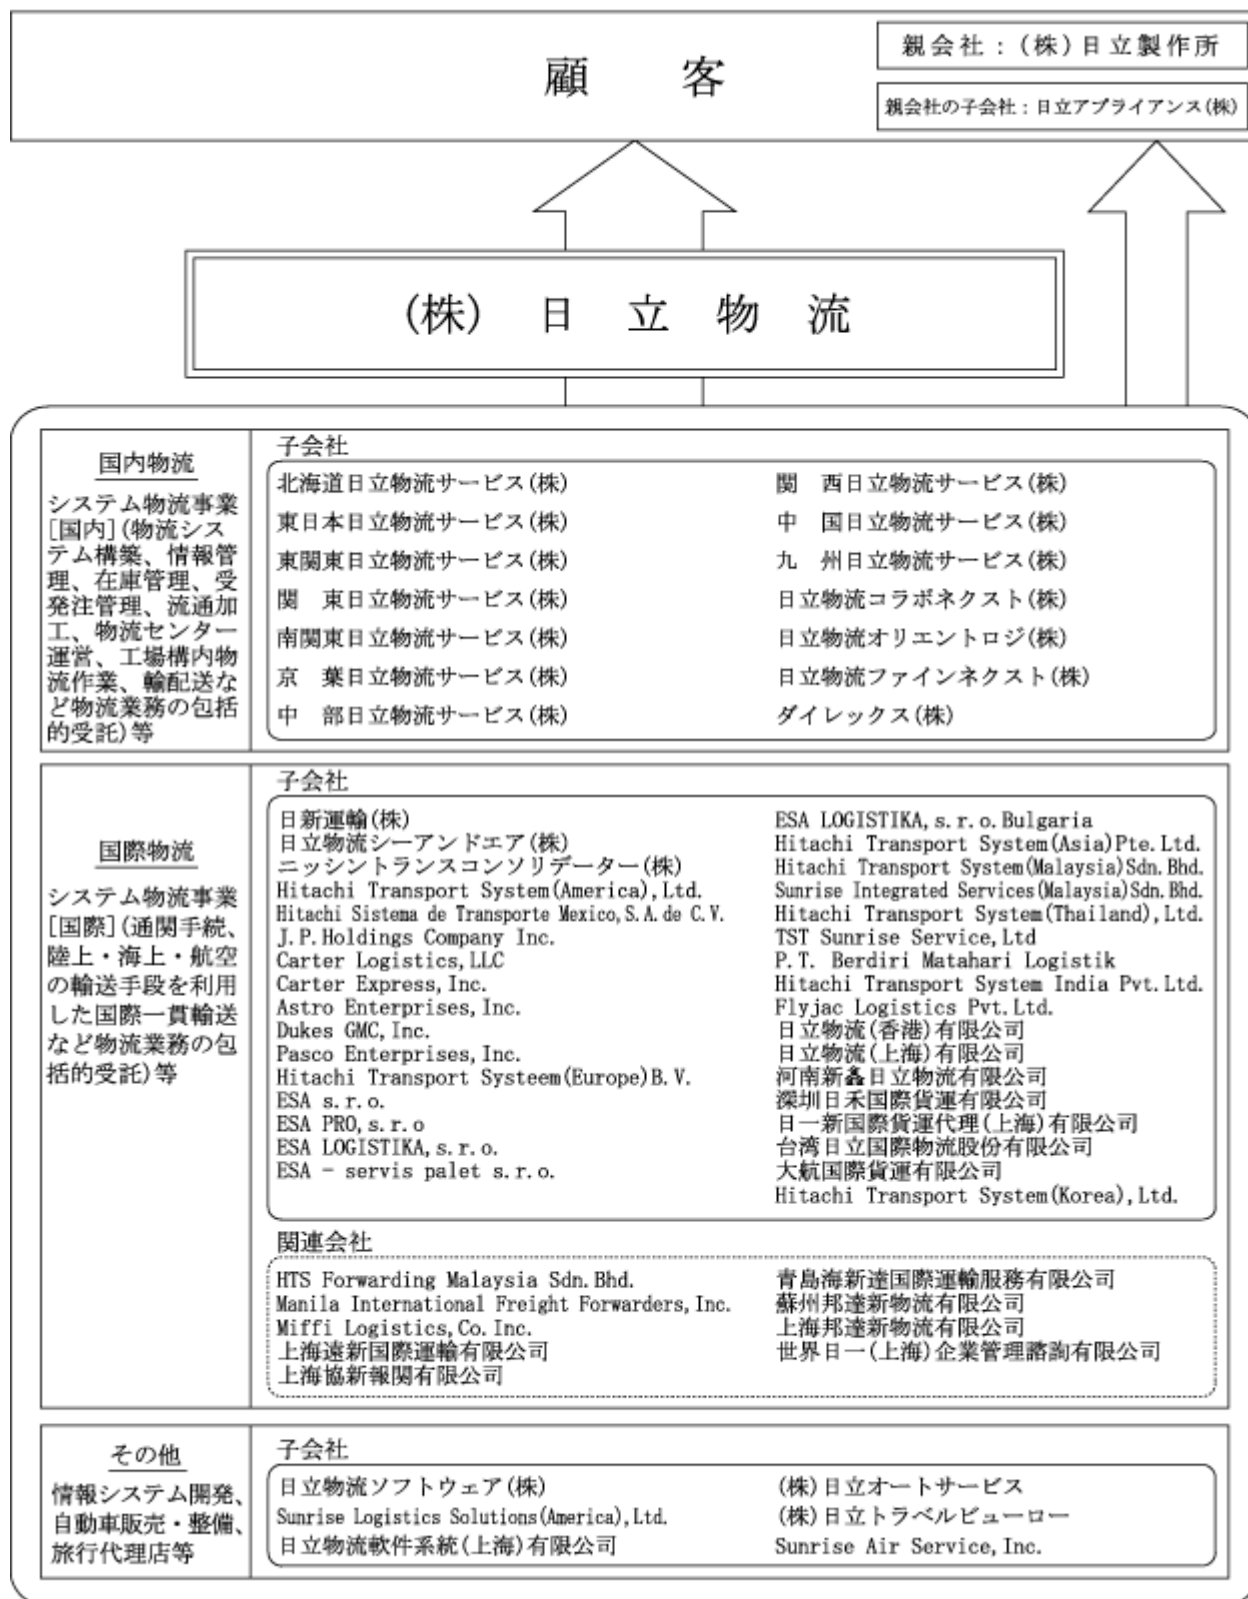 顧 客
親会社：(株)日立製作所
親会社の子会社：日立アプライアンス(株)
(株) 日 立 物 流
国内物流
システム物流事業
[国内](物流シス
テム構築、情報管
理、在庫管理、受
発注管理、流通加
工、物流センター
運営、工場構内物
流作業、輸配送な
ど物流業務の包括
的受託)等
子会社
北海道日立物流サービス(株)
東日本日立物流サービス(株)
東関東日立物流サービス(株)
関 東日立物流サービス(株)
南関東日立物流サービス(株)
京 葉日立物流サービス(株)
中 部日立物流サービス(株)
関 西日立物流サービス(株)
中 国日立物流サービス(株)
九 州日立物流サービス(株)
日立物流コラボネクスト(株)
日立物流オリエントロジ(株)
日立物流ファインネクスト(株)
ダイレックス(株)
国際物流
システム物流事業
[国際](通関手続、
陸上・海上・航空
の輸送手段を利用
した国際一貫輸送
など物流業務の包
括的受託)等
子会社
日新運輸(株)
日立物流シーアンドエア(株)
ニッシントランスコンソリデーター(株)
Hitachi Transport System(America),Ltd.
Hitachi Sistema de Transporte Mexico,S.A.de C.V.
J.P.Holdings Company Inc.
Carter Logistics,LLC
Carter Express,Inc.
Astro Enterprises,Inc.
Dukes GMC,Inc.
Pasco Enterprises,Inc.
Hitachi Transport Systeem(Europe)B.V.
ESA s.r.o.
ESA PRO,s.r.o
ESA LOGISTIKA,s.r.o.
ESA － servis palet s.r.o.
ESA LOGISTIKA,s.r.o.Bulgaria
Hitachi Transport System(Asia)Pte.Ltd.
Hitachi Transport System(Malaysia)Sdn.Bhd.
Sunrise Integrated Services(Malaysia)Sdn.Bhd.
Hitachi Transport System(Thailand),Ltd.
TST Sunrise Service,Ltd
P.T. Berdiri Matahari Logistik
Hitachi Transport System India Pvt.Ltd.
Flyjac Logistics Pvt.Ltd.
日立物流(香港)有限公司
日立物流(上海)有限公司
河南新鑫日立物流有限公司
深圳日禾国際貨運有限公司
日一新国際貨運代理(上海)有限公司
台湾日立国際物流股份有限公司
大航国際貨運有限公司
Hitachi Transport System(Korea),Ltd.
関連会社
HTS Forwarding Malaysia Sdn.Bhd.
Manila International Freight Forwarders,Inc.
Miffi Logistics,Co.Inc.
上海遠新国際運輸有限公司
上海協新報関有限公司
青島海新達国際運輸服務有限公司
蘇州邦達新物流有限公司
上海邦達新物流有限公司
世界日一(上海)企業管理諮詢有限公司
その他
情報システム開発、
自動車販売・整備、
旅行代理店等
子会社
日立物流ソフトウェア(株)
Sunrise Logistics Solutions(America),Ltd.
日立物流軟件系統(上海)有限公司
(株)日立オートサービス
(株)日立トラベルビューロー
Sunrise Air Service,Inc.